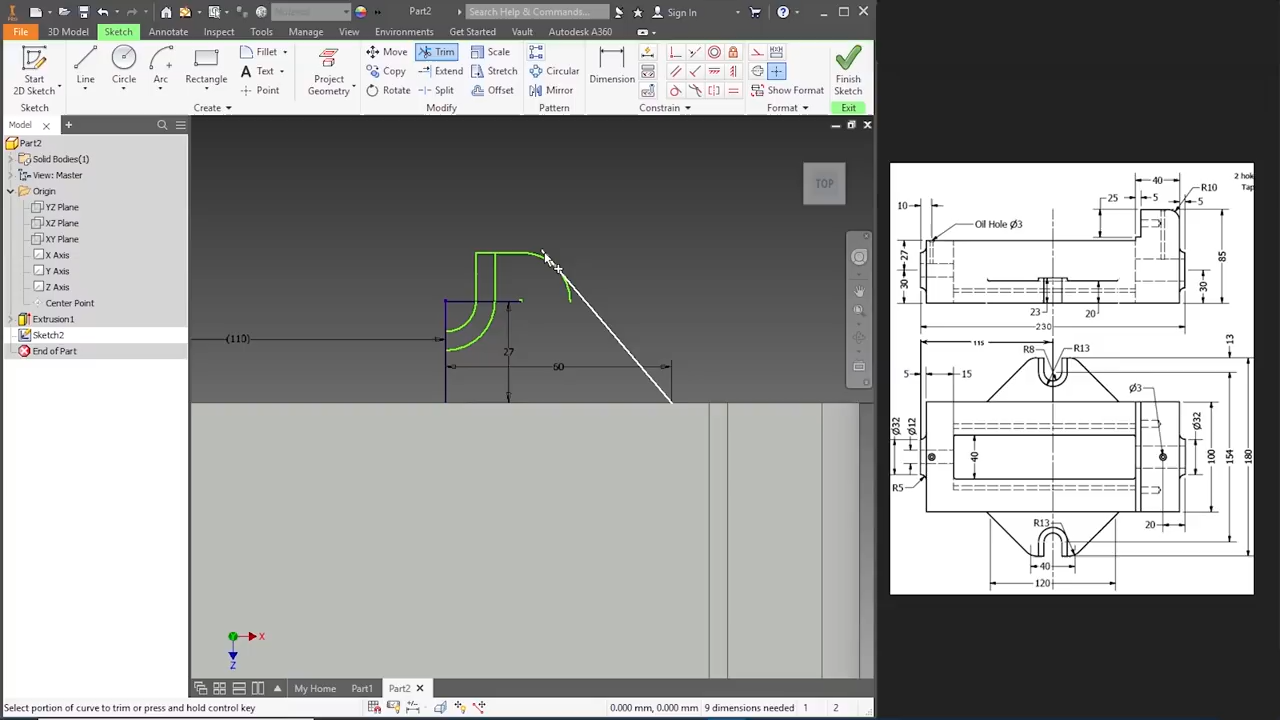 Material
Part2
Search Help & Commands...
Sign In
File
3D Model
Sketch
Annotate
Inspect
Tools
Manage
View
Environments
Get Started
Vault
Autodesk A360
Start
2D Sketch
Line
Circle
Arc
Rectangle
Fillet
Text
Point
Project
Geometry
Move
Copy
Rotate
Trim
Extend
Split
Scale
Stretch
Offset
Circular
Mirror
Dimension
Show Format
Finish
Sketch
Sketch
Create
Modify
Pattern
Constrain
Format
Exit
Model
Part2
Solid Bodies(1)
View: Master
Origin
YZ Plane
XZ Plane
XY Plane
X Axis
Y Axis
Z Axis
Center Point
Extrusion1
Sketch2
End of Part
TOP
(110)
27
60
X
Z
40
2 hok
Tap
R10
25
5
5
10
Oil Hole Ø3
27
30
85
30
23
20
230
115
13
R8
R13
5
15
Ø3
Ø32
Ø12
Ø32
40
100
154
180
R5
20
R13
40
120
My Home
Part1
Part2
Select portion of curve to trim or press and hold control key
0.000 mm, 0.000 mm
9 dimensions needed
1
2